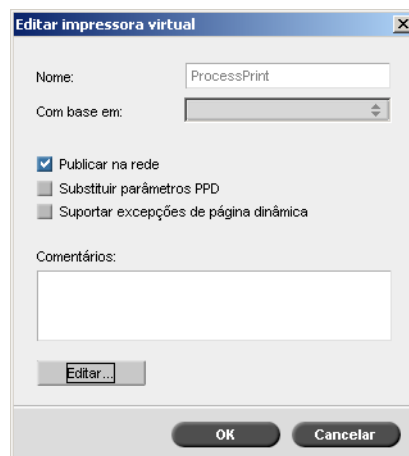 Editar impressora virtual
Nome: ProcessPrint
Com base em:
Publicar na rede
Substituir parâmetros PPD
Suportar excepções de página dinâmica
Comentários:
Editar...
OK Cancelar